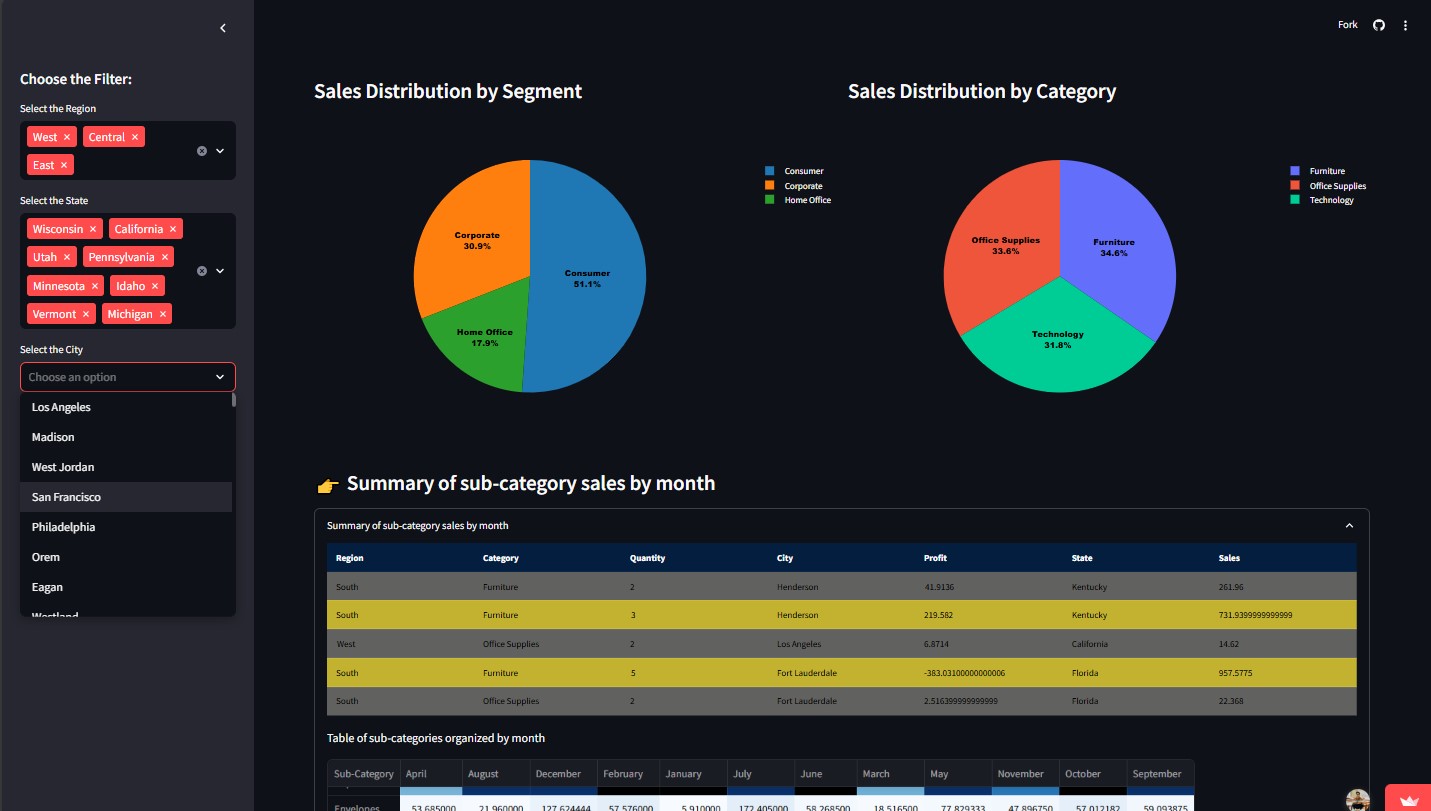 Fork
Choose the Filter:
Select the Region
West × Central ×
East ×
Select the State
Wisconsin × California ×
Utah × Pennsylvania ×
Minnesota × Idaho ×
Vermont × Michigan ×
Select the City
Choose an option
Los Angeles
Madison
West Jordan
San Francisco
Philadelphia
Orem
Eagan
Westland
Sales Distribution by Segment
Corporate
30.9%
Consumer
51.1%
Home Office
17.9%
Consumer
Corporate
Home Office
Sales Distribution by Category
Office Supplies
33.6%
Furniture
34.6%
Technology
31.8%
Furniture
Office Supplies
Technology
👉 Summary of sub-category sales by month
Summary of sub-category sales by month
Region Category Quantity City Profit State Sales
South Furniture 2 Henderson 41.9136 Kentucky 261.96
South Furniture 3 Henderson 219.582 Kentucky 731.9399999999999
West Office Supplies 2 Los Angeles 6.8714 California 14.62
South Furniture 5 Fort Lauderdale -383.03100000000006 Florida 957.5775
South Office Supplies 2 Fort Lauderdale 2.516399999999999 Florida 22.368
Table of sub-categories organized by month
Sub-Category April August December February January July June March May November October September
Envelopes 53.685000 21.960000 127.624444 57.576000 5.910000 172.405000 58.268500 18.516500 77.829333 47.896750 57.012182 59.093875